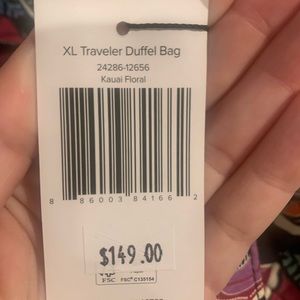 XL Traveler Duffel Bag
24286-12656
Kauai Floral
8 86003 84166 2
$149.00
FSC FSC® C135154